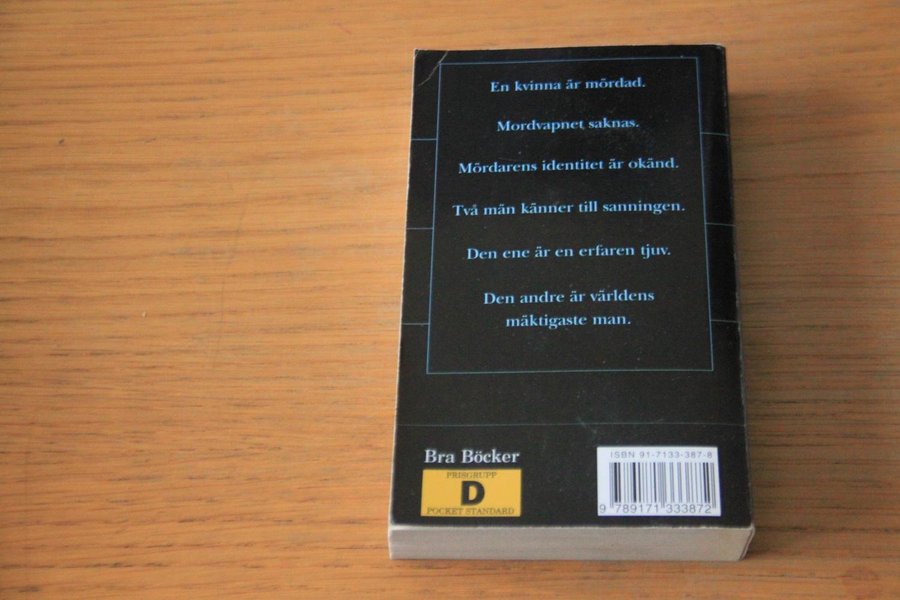 En kvinna är mördad.
Mordvapnet saknas.
Mördarens identitet är okänd.
Två män känner till sanningen.
Den ene är en erfaren tjuv.
Den andre är världens
mäktigaste man.
Bra Böcker
PRISGRUPP
D
POCKET STANDARD
ISBN 91-7133-387-8
9 789171 333872